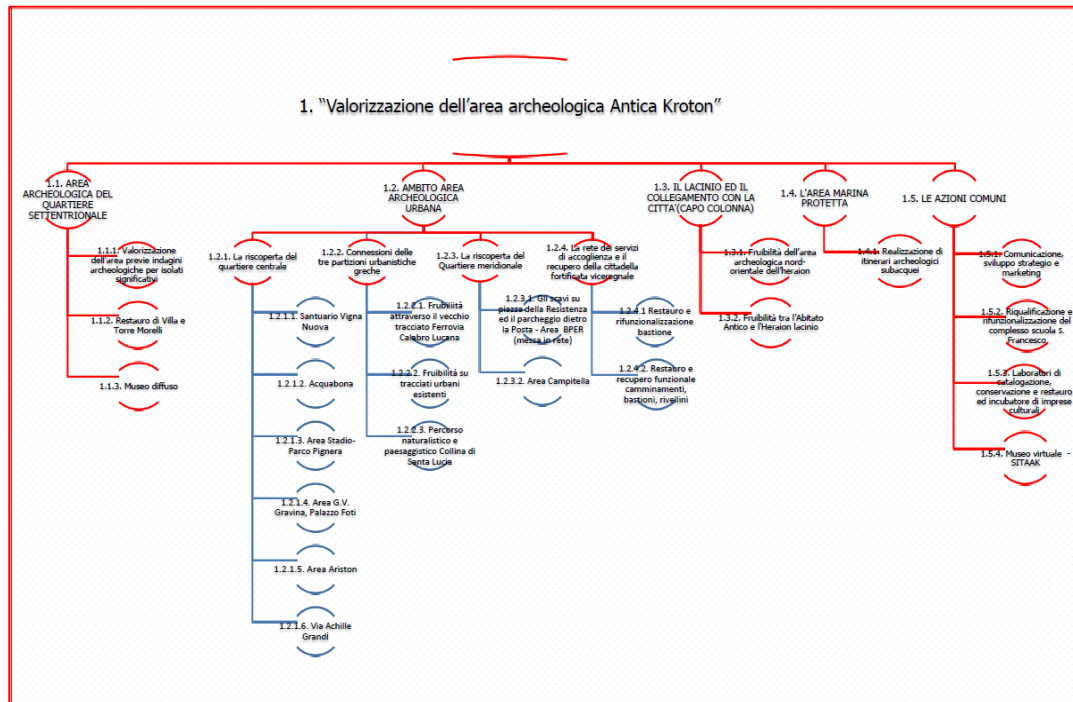 1. “Valorizzazione dell’area archeologica Antica Kroton”
1.1. AREA
ARCHEOLOGICA DEL
QUARTIERE
SETTENTRIONALE
1.1.1. Valorizzazione
dell'area previe indagini
archeologiche per isolati
significativi
1.1.2. Restauro di Villa e
Torre Morelli
1.1.3. Museo diffuso
1.2. AMBITO AREA
ARCHEOLOGICA
URBANA
1.2.1. La riscoperta del
quartiere centrale
1.2.1.1. Santuario Vigna
Nuova
1.2.1.2. Acquabona
1.2.1.3. Area Stadio-
Parco Pignera
1.2.1.4. Area G.V.
Gravina, Palazzo Foti
1.2.1.5. Area Ariston
1.2.1.6. Via Achille
Grandi
1.2.2. Connessioni delle
tre partizioni urbanistiche
greche
1.2.2.1. Fruibilità
attraverso il vecchio
tracciato Ferrovia
Calabro Lucana
1.2.2.2. Fruibilità su
tracciati urbani
esistenti
1.2.2.3. Percorso
naturalistico e
paesaggistico Collina di
Santa Lucia
1.2.3. La riscoperta del
Quartiere meridionale
1.2.3.1. Gli scavi su
piazza della Resistenza
ed il parcheggio dietro
la Posta - Area BPER
(messa in rete)
1.2.3.2. Area Campitella
1.2.4. La rete dei servizi
di accoglienza e il
recupero della cittadella
fortificata viceregnale
1.2.4.1 Restauro e
rifunzionalizzazione
bastione
1.2.4.2. Restauro e
recupero funzionale
camminamenti,
bastioni, rivellini
1.3. IL LACINIO ED IL
COLLEGAMENTO CON LA
CITTA'(CAPO COLONNA)
1.3.1. Fruibilità dell'area
archeologica nord-
orientale dell'heraion
1.3.2. Fruibilità tra l'Abitato
Antico e l'Heraion lacinio
1.4. L'AREA MARINA
PROTETTA
1.4.1. Realizzazione di
itinerari archeologici
subacquei
1.5. LE AZIONI COMUNI
1.5.1. Comunicazione,
sviluppo strategio e
marketing
1.5.2. Riqualificazione e
rifunzionalizzazione del
complesso scuola S.
Francesco,
1.5.3. Laboratori di
catalogazione,
conservazione e restauro
ed incubatore di imprese
culturali
1.5.4. Museo virtuale -
SITAAK